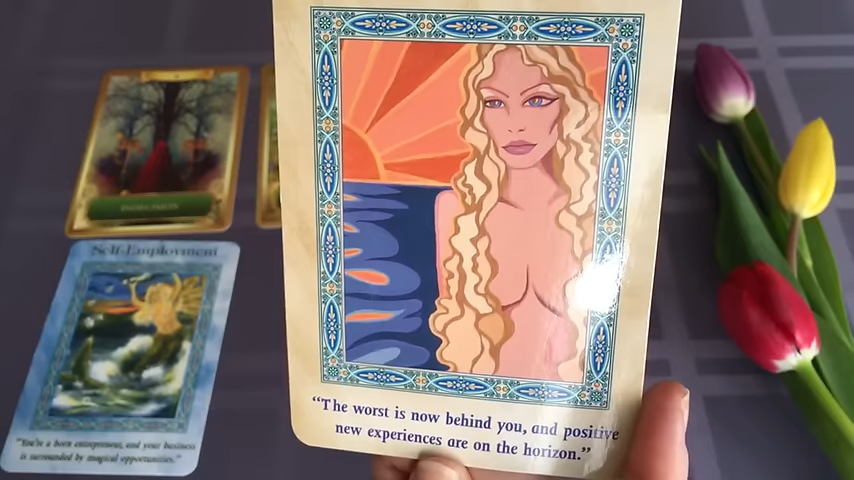 Self-Employment
"You're a born entrepreneur, and your business
is surrounded by magical opportunities."
"The worst is now behind you, and positive
new experiences are on the horizon."